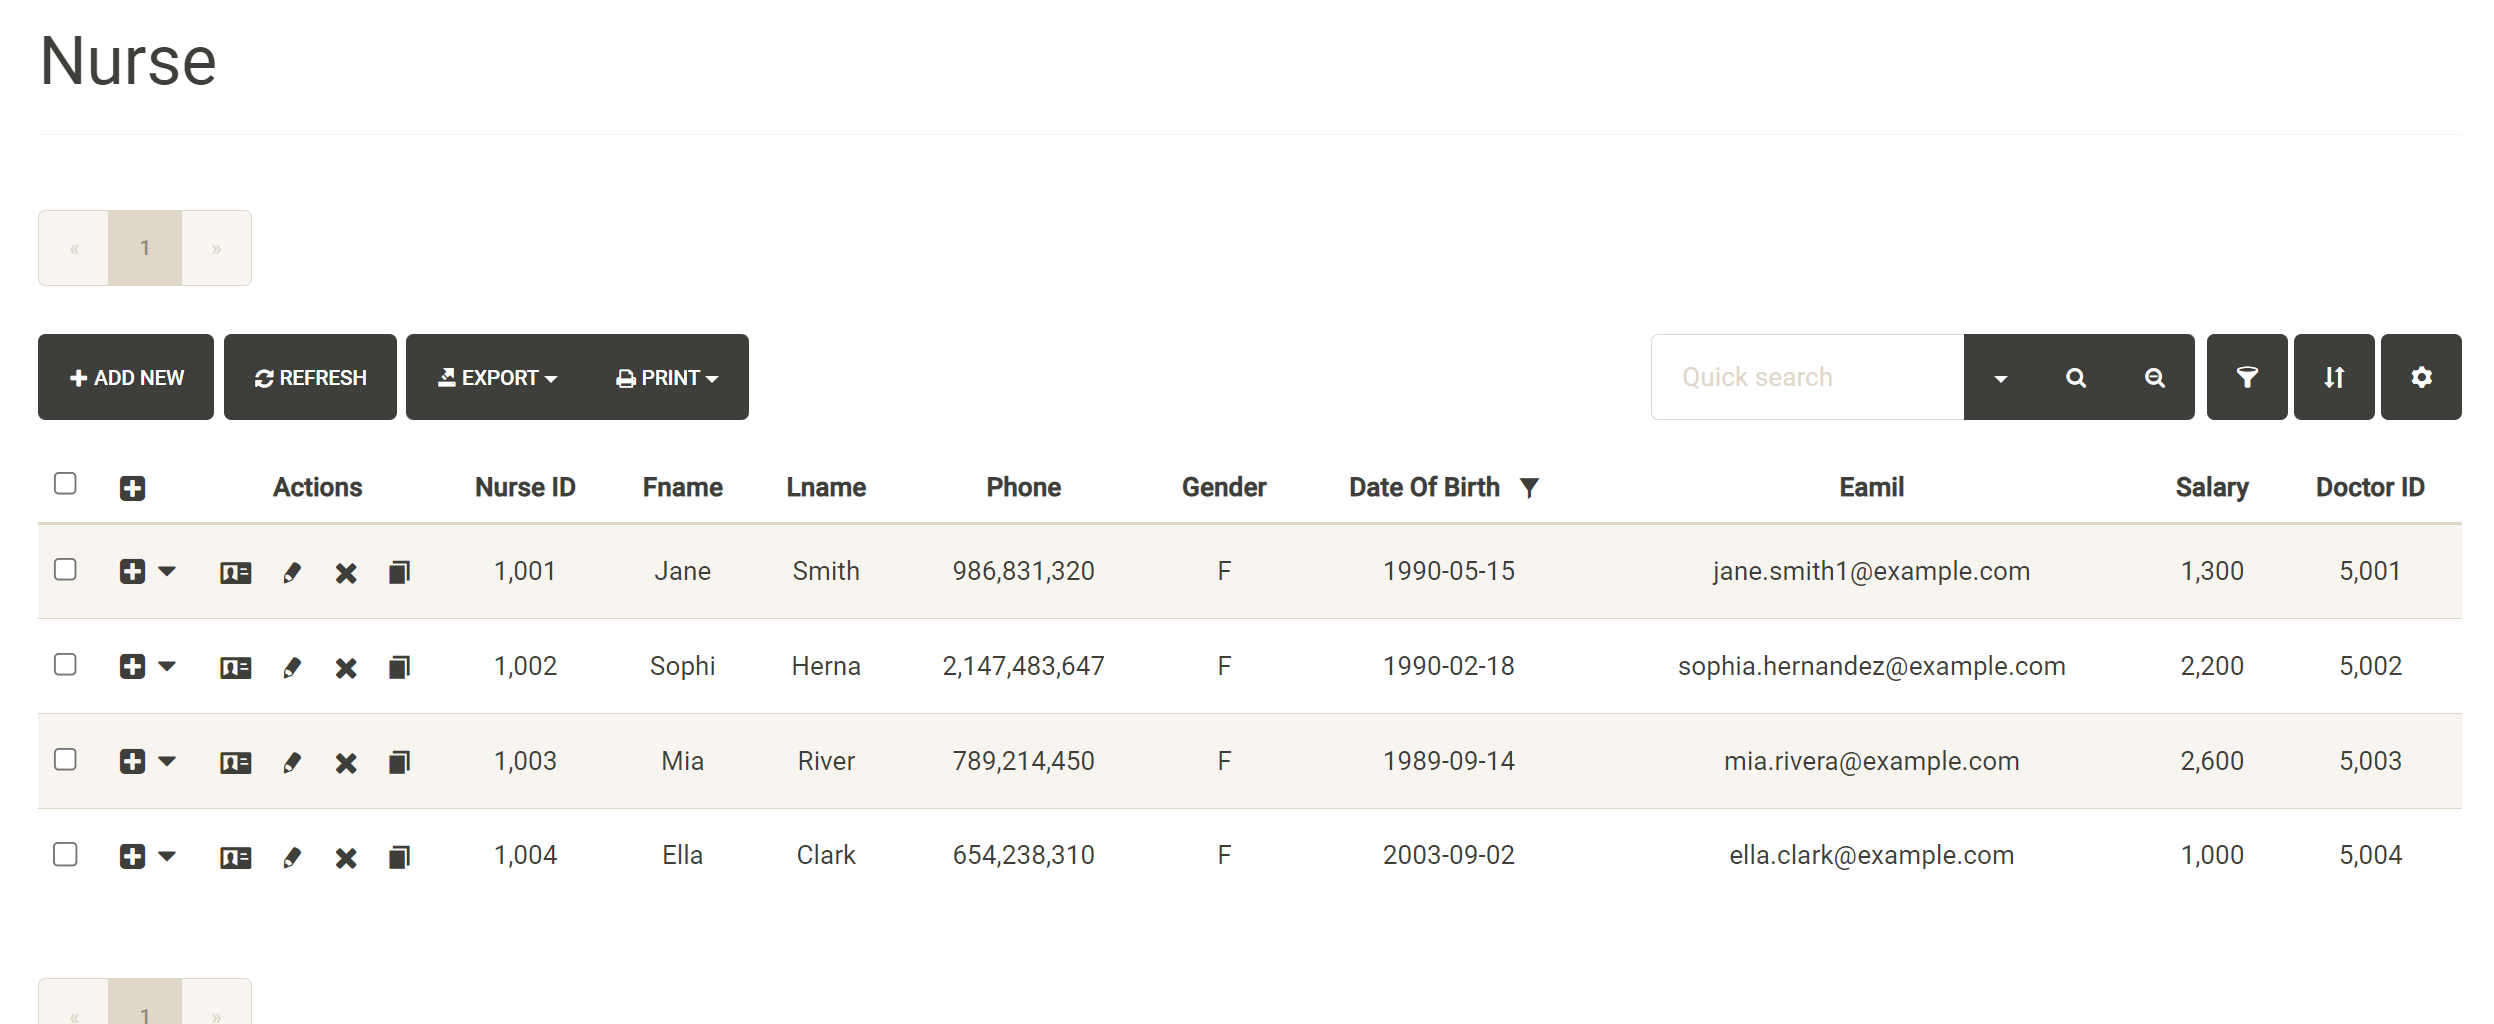 Nurse
« 1 »
ADD NEW REFRESH EXPORT PRINT Quick search
Actions Nurse ID Fname Lname Phone Gender Date Of Birth Eamil Salary Doctor ID
1,001 Jane Smith 986,831,320 F 1990-05-15 jane.smith1@example.com 1,300 5,001
1,002 Sophi Herna 2,147,483,647 F 1990-02-18 sophia.hernandez@example.com 2,200 5,002
1,003 Mia River 789,214,450 F 1989-09-14 mia.rivera@example.com 2,600 5,003
1,004 Ella Clark 654,238,310 F 2003-09-02 ella.clark@example.com 1,000 5,004
« 1 »